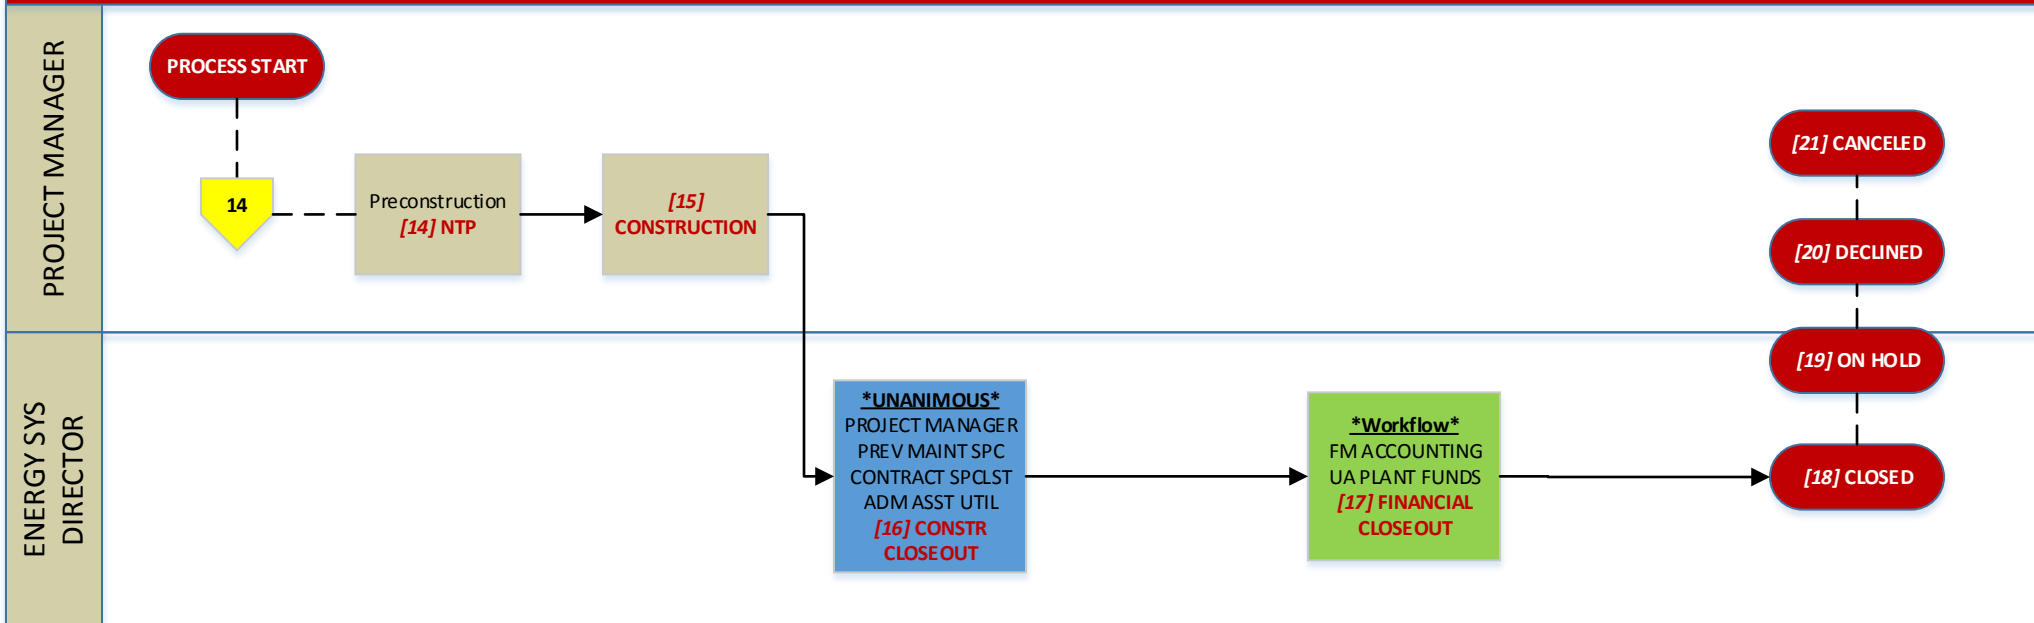 PROJECT MANAGER
PROCESS START
14
Preconstruction
[14] NTP
[15]
CONSTRUCTION
[21] CANCELED
[20] DECLINED
[19] ON HOLD
[18] CLOSED
ENERGY SYS
DIRECTOR
*UNANIMOUS*
PROJECT MANAGER
PREV MAINT SPC
CONTRACT SPCLST
ADM ASST UTIL
[16] CONSTR
CLOSEOUT
*Workflow*
FM ACCOUNTING
UA PLANT FUNDS
[17] FINANCIAL
CLOSEOUT